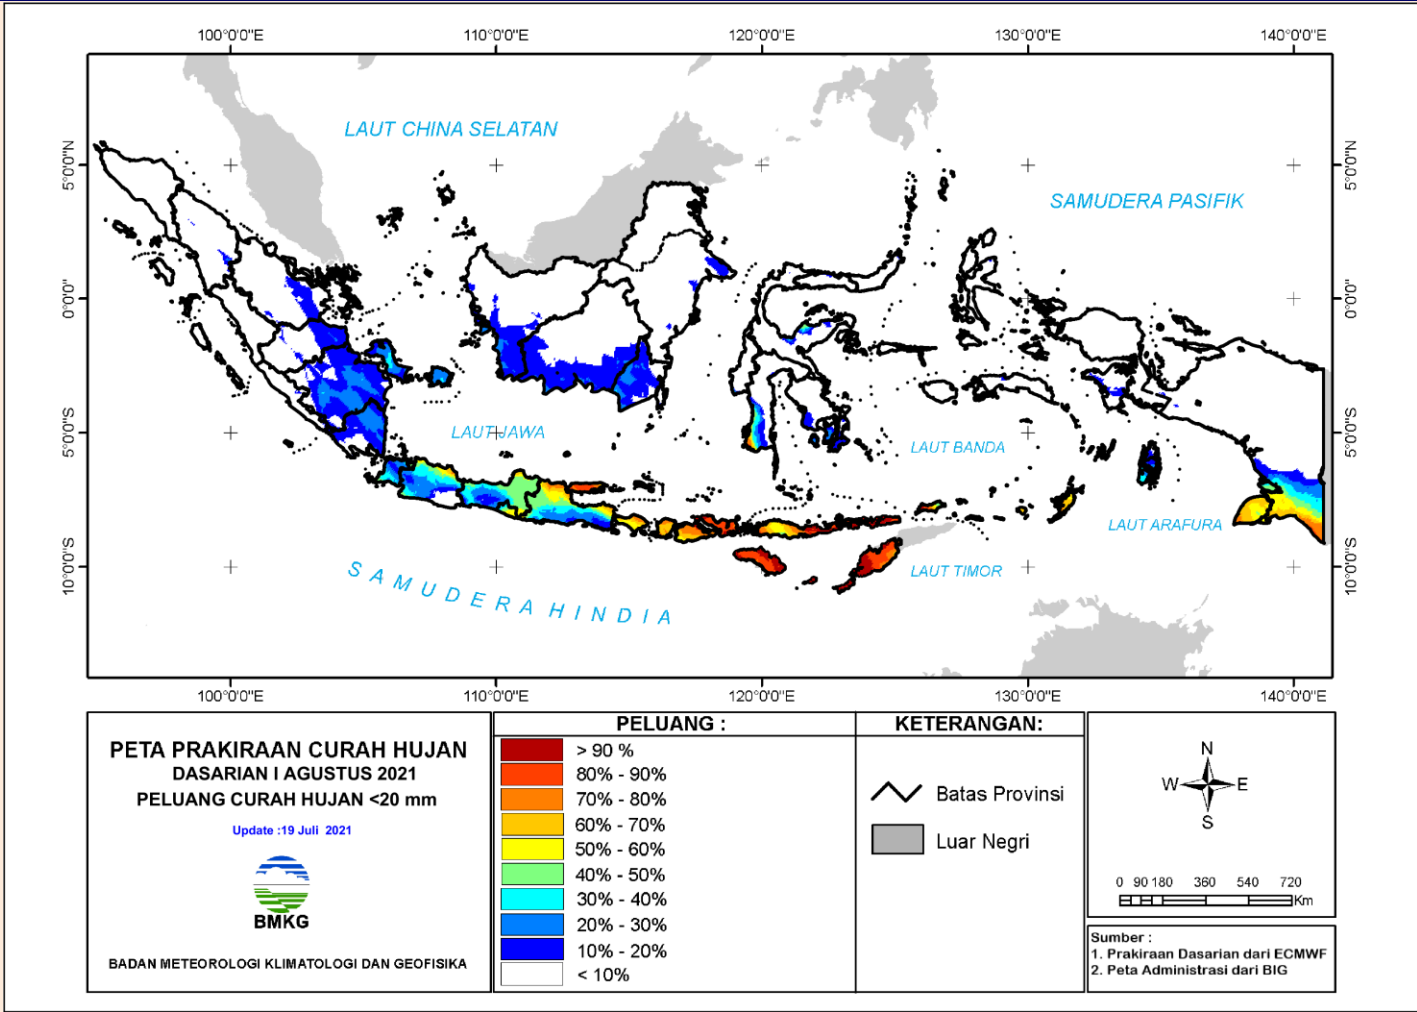 100°0'0"E 110°0'0"E 120°0'0"E 130°0'0"E 140°0'0"E
5°0'0"N
5°0'0"N
LAUT CHINA SELATAN
SAMUDERA PASIFIK
0°0'0"
0°0'0"
5°0'0"S
5°0'0"S
LAUT JAWA
LAUT BANDA
LAUT ARAFURA
LAUT TIMOR
10°0'0"S
10°0'0"S
SAMUDERA HINDIA
100°0'0"E 110°0'0"E 120°0'0"E 130°0'0"E 140°0'0"E
PETA PRAKIRAAN CURAH HUJAN
DASARIAN I AGUSTUS 2021
PELUANG CURAH HUJAN <20 mm
Update :19 Juli 2021
BMKG
BADAN METEOROLOGI KLIMATOLOGI DAN GEOFISIKA
PELUANG :
> 90 %
80% - 90%
70% - 80%
60% - 70%
50% - 60%
40% - 50%
30% - 40%
20% - 30%
10% - 20%
< 10%
KETERANGAN:
Batas Provinsi
Luar Negri
N
W E
S
0 90 180 360 540 720
Km
Sumber :
1. Prakiraan Dasarian dari ECMWF
2. Peta Administrasi dari BIG